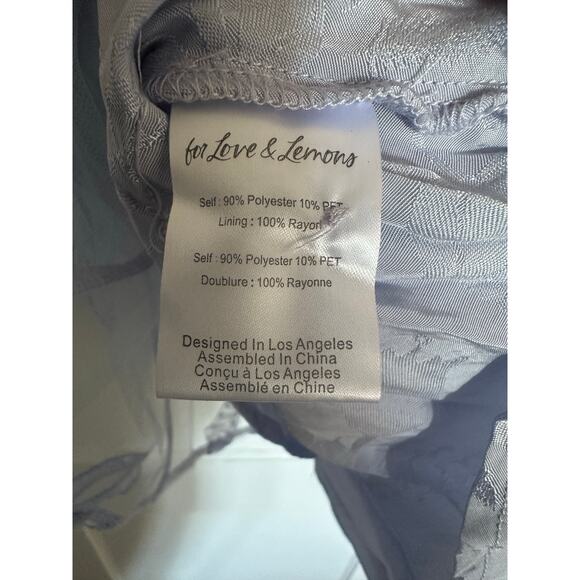 for Love & Lemons
Self : 90% Polyester 10% PET
Lining : 100% Rayon
Self : 90% Polyester 10% PET
Doublure : 100% Rayonne
Designed In Los Angeles
Assembled In China
Conçu à Los Angeles
Assemblé en Chine